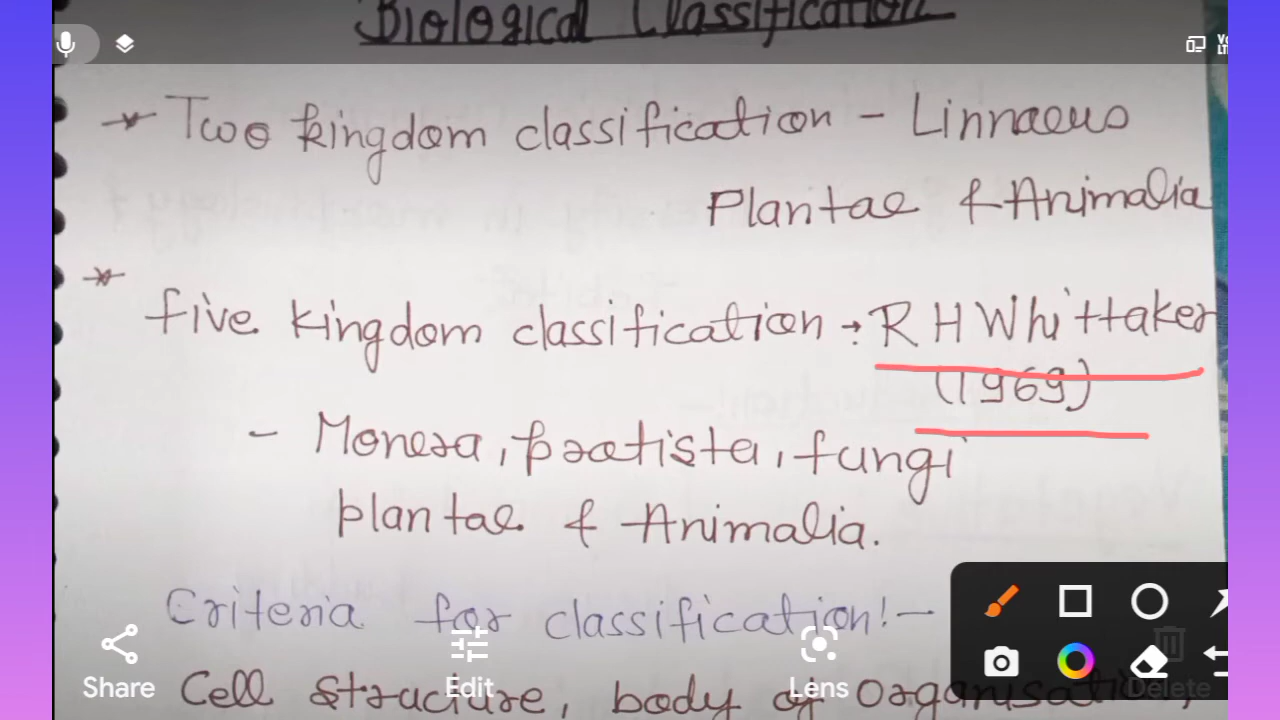 Biological Classification
Two kingdom classification - Linnaeus
Plantae & Animalia
five kingdom classification → R H Whittaker
(1969)
- Monera, protista, fungi
plantae & Animalia.
Criteria for classification!-
Share
Edit
Lens
Delete
Cell structure, body of organisation,